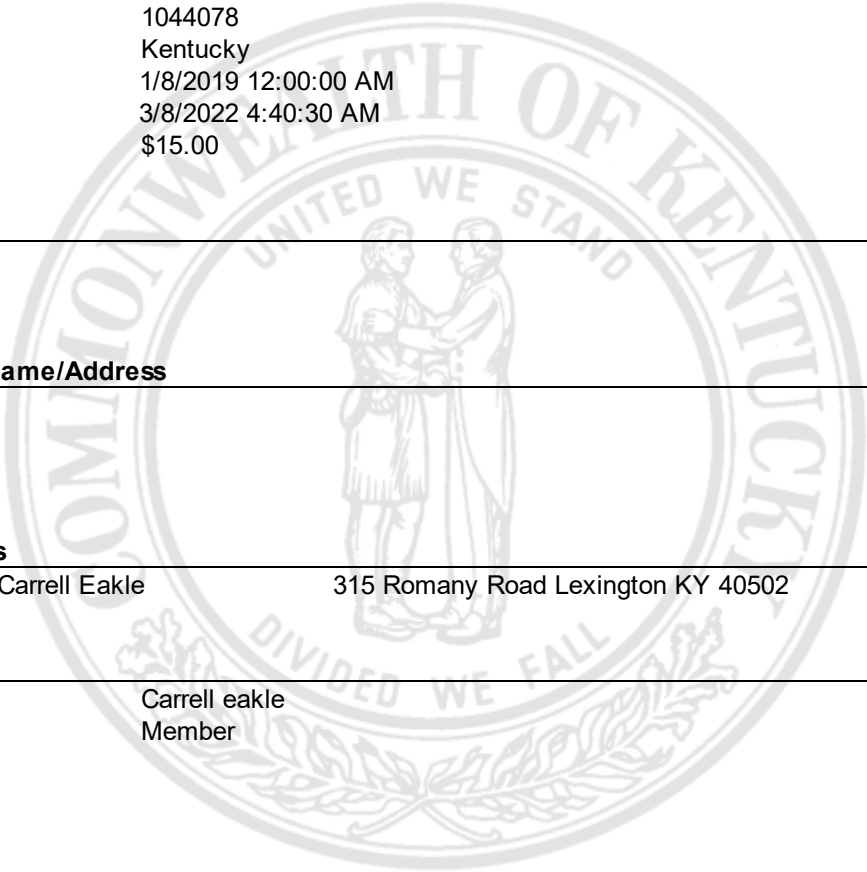 1044078
Kentucky
1/8/2019 12:00:00 AM
3/8/2022 4:40:30 AM
$15.00
COMMONWEALTH OF KENTUCKY
UNITED WE STAND
ame/Address
s
Carrell Eakle 315 Romany Road Lexington KY 40502
DIVIDED WE FALL
Carrell eakle
Member